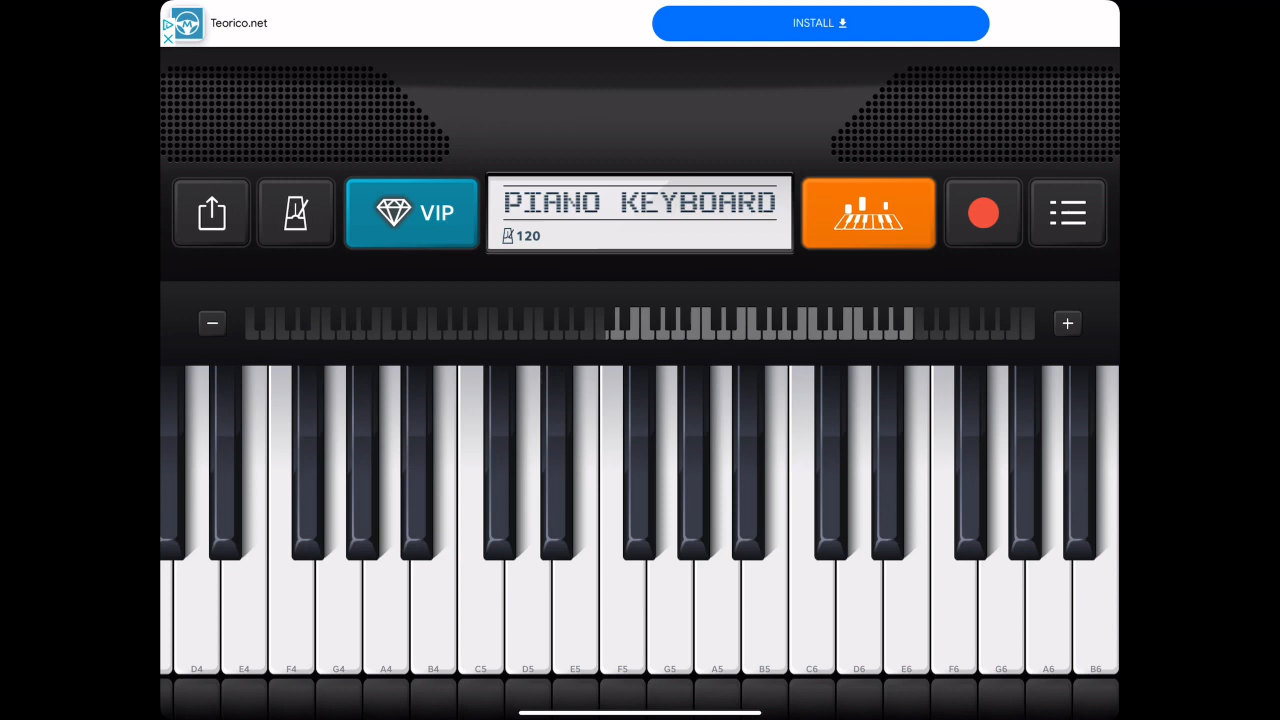 Teorico.net
INSTALL
VIP
PIANO KEYBOARD
120
D4 E4 F4 G4 A4 B4 C5 D5 E5 F5 G5 A5 B5 C6 D6 E6 F6 G6 A6 B6